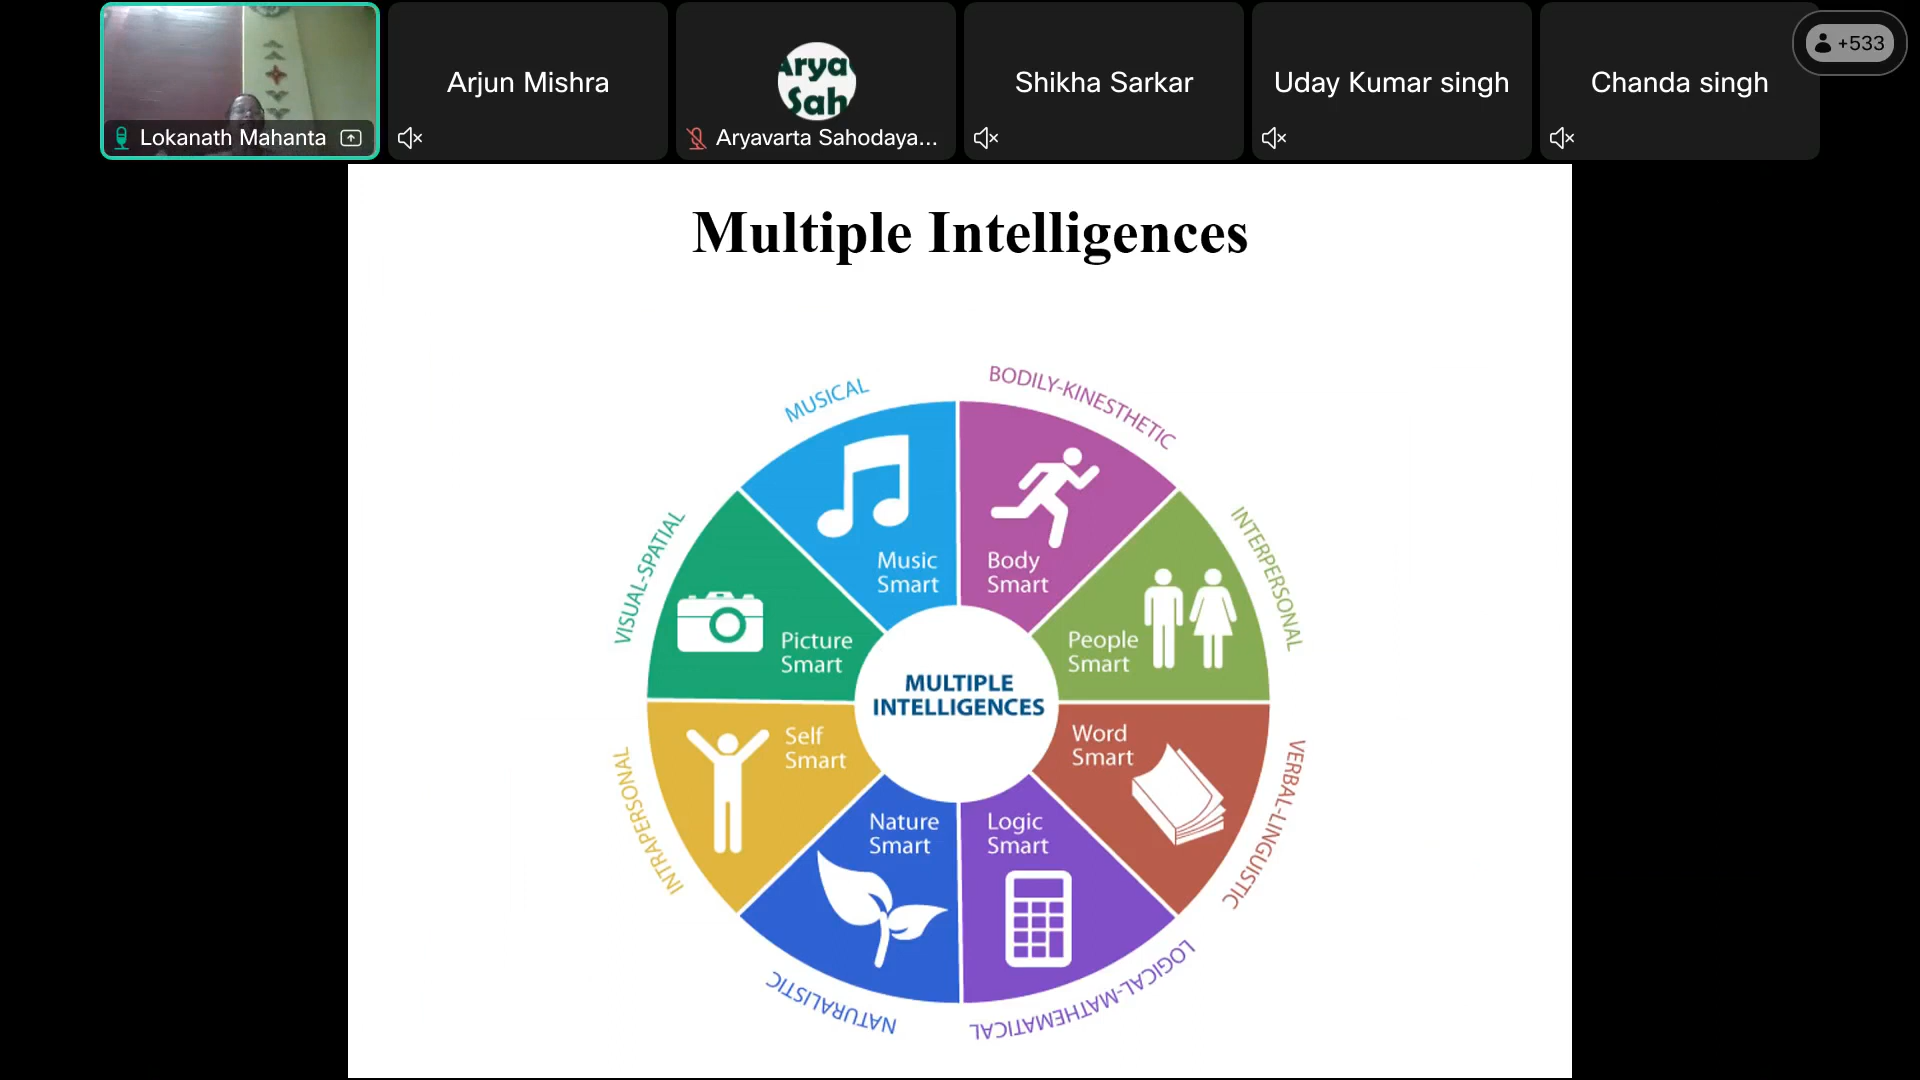 Arjun Mishra
Shikha Sarkar
Uday Kumar singh
Chanda singh
+533
Arya
Sah
Lokanath Mahanta
Aryavarta Sahodaya...
Multiple Intelligences
MUSICAL
BODILY-KINESTHETIC
VISUAL-SPATIAL
INTERPERSONAL
Music
Smart
Body
Smart
Picture
Smart
People
Smart
MULTIPLE
INTELLIGENCES
Self
Smart
Word
Smart
INTRAPERSONAL
VERBAL-LINGUISTIC
Nature
Smart
Logic
Smart
NATURALISTIC
LOGICAL-MATHEMATICAL